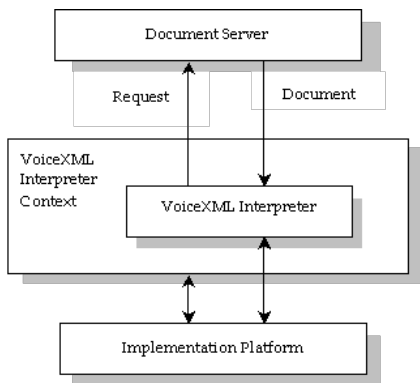 Document Server
Request
Document
VoiceXML
Interpreter
Context
VoiceXML Interpreter
Implementation Platform